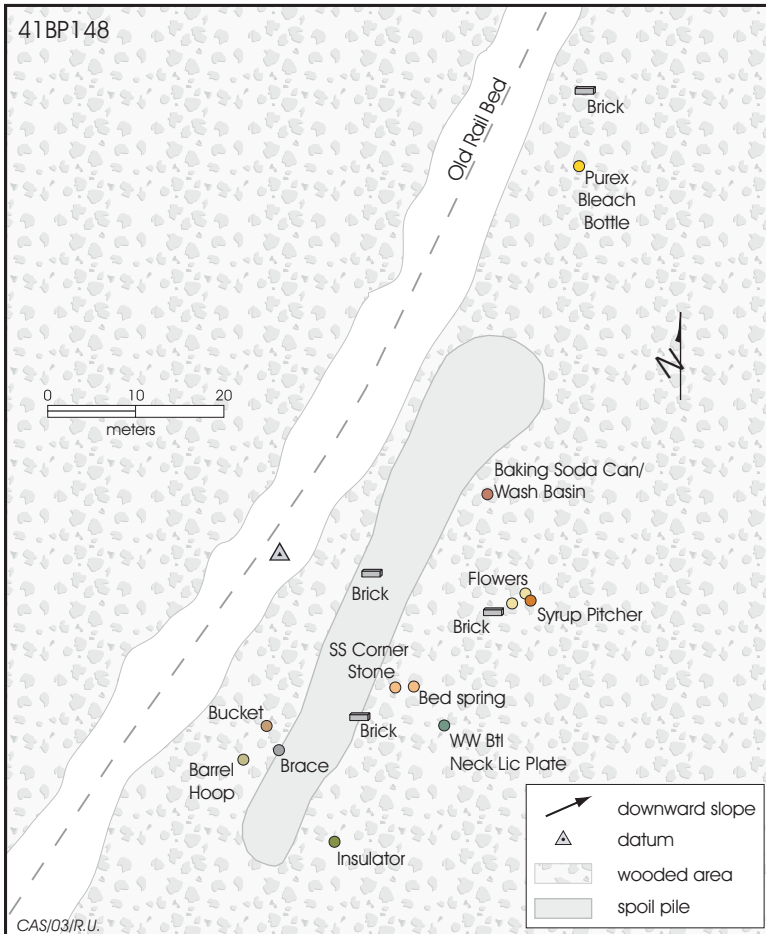 41BP148
Old Rail Bed
Brick
Purex
Bleach
Bottle
N
0 10 20
meters
Baking Soda Can/
Wash Basin
Brick
Flowers
Brick
Syrup Pitcher
SS Corner
Stone
Bed spring
Bucket
Brick
WW Btl
Neck Lic Plate
Barrel
Hoop
Brace
Insulator
downward slope
datum
wooded area
spoil pile
CAS/03/R.U.